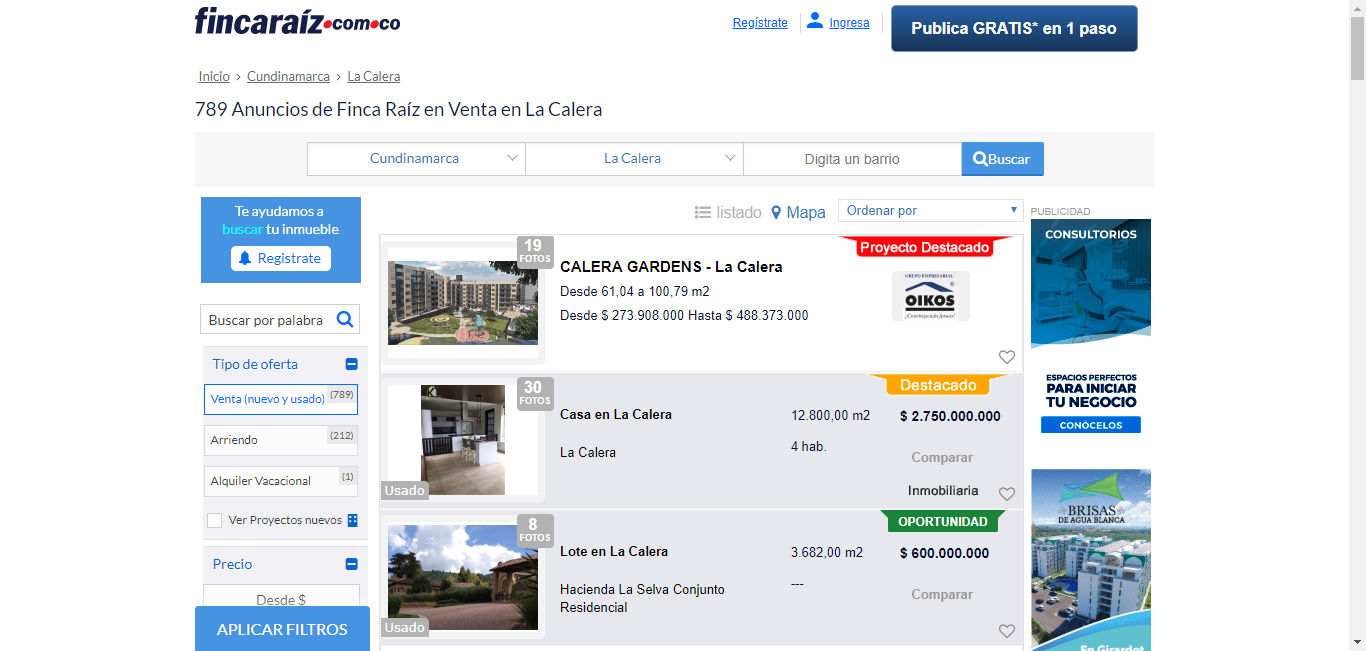 fincaraíz.com.co
Regístrate
Ingresa
Publica GRATIS* en 1 paso
Inicio › Cundinamarca › La Calera
789 Anuncios de Finca Raíz en Venta en La Calera
Cundinamarca
La Calera
Digita un barrio
Buscar
Te ayudamos a
buscar tu inmueble
Registrate
Buscar por palabra
Tipo de oferta
Venta (nuevo y usado) (789)
Arriendo (212)
Alquiler Vacacional (1)
Ver Proyectos nuevos
Precio
Desde $
APLICAR FILTROS
listado
Mapa
Ordenar por
19
FOTOS
CALERA GARDENS - La Calera
Desde 61,04 a 100,79 m2
Desde $ 273.908.000 Hasta $ 488.373.000
Proyecto Destacado
GRUPO EMPRESARIAL
OIKOS
¡Construyendo futuro!
30
FOTOS
Usado
Casa en La Calera
La Calera
12.800,00 m2
4 hab.
Destacado
$ 2.750.000.000
Comparar
Inmobiliaria
8
FOTOS
Usado
Lote en La Calera
Hacienda La Selva Conjunto
Residencial
3.682,00 m2
---
OPORTUNIDAD
$ 600.000.000
Comparar
PUBLICIDAD
CONSULTORIOS
ESPACIOS PERFECTOS
PARA INICIAR
TU NEGOCIO
CONÓCELOS
BRISAS
DE AGUA BLANCA
En Girardot